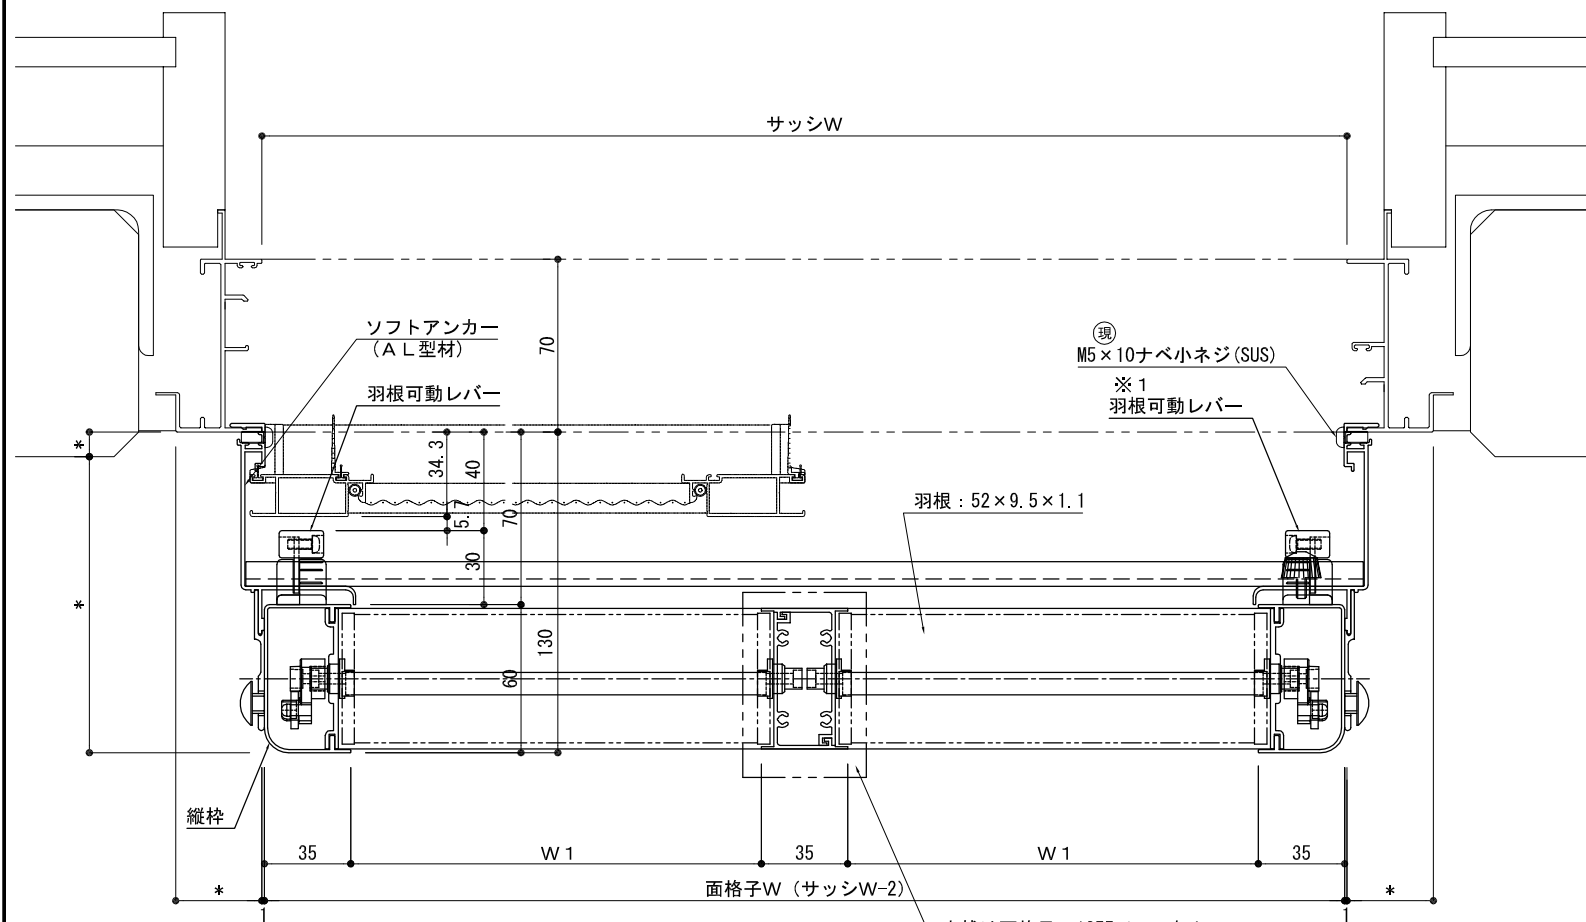 サッシW
ソフトアンカー
（ＡＬ型材）
70
現
M5×10ナベ小ネジ(SUS)
※１
羽根可動レバー
羽根可動レバー
*
34.3
40
5.7
70
30
羽根：52×9.5×1.1
*
130
60
縦枠
35
W１
35
W１
35
*
面格子W（サッシW-2）
*
1
1